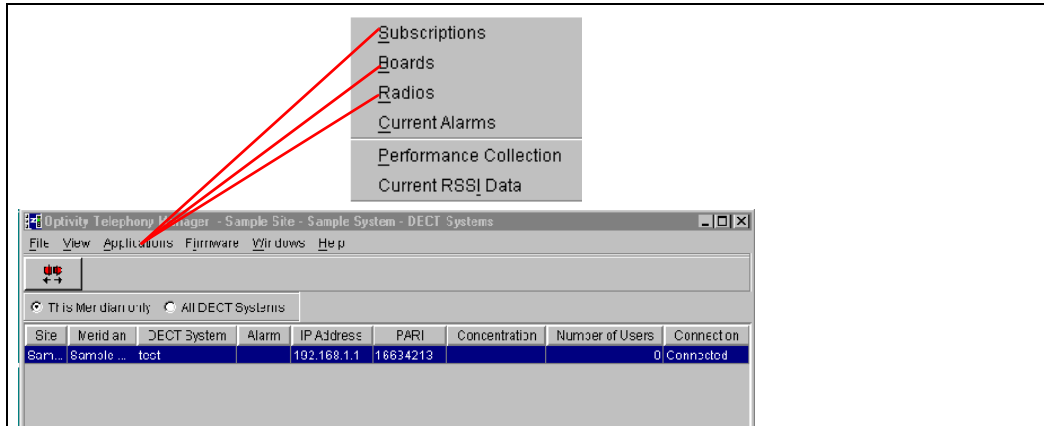 Subscriptions
Boards
Radios
Current Alarms
Performance Collection
Current RSSI Data
Optivity Telephony Manager - Sample Site - Sample System - DECT Systems
File View Applications Firmware Windows Help
This Meridian only All DECT Systems
Site Meridian DECT System Alarm IP Address PARI Concentration Number of Users Connection
Sam... Sample ... test 192.168.1.1 16634213 0 Connected